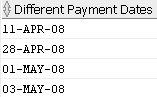 Different Payment Dates
11-APR-08
28-APR-08
01-MAY-08
03-MAY-08